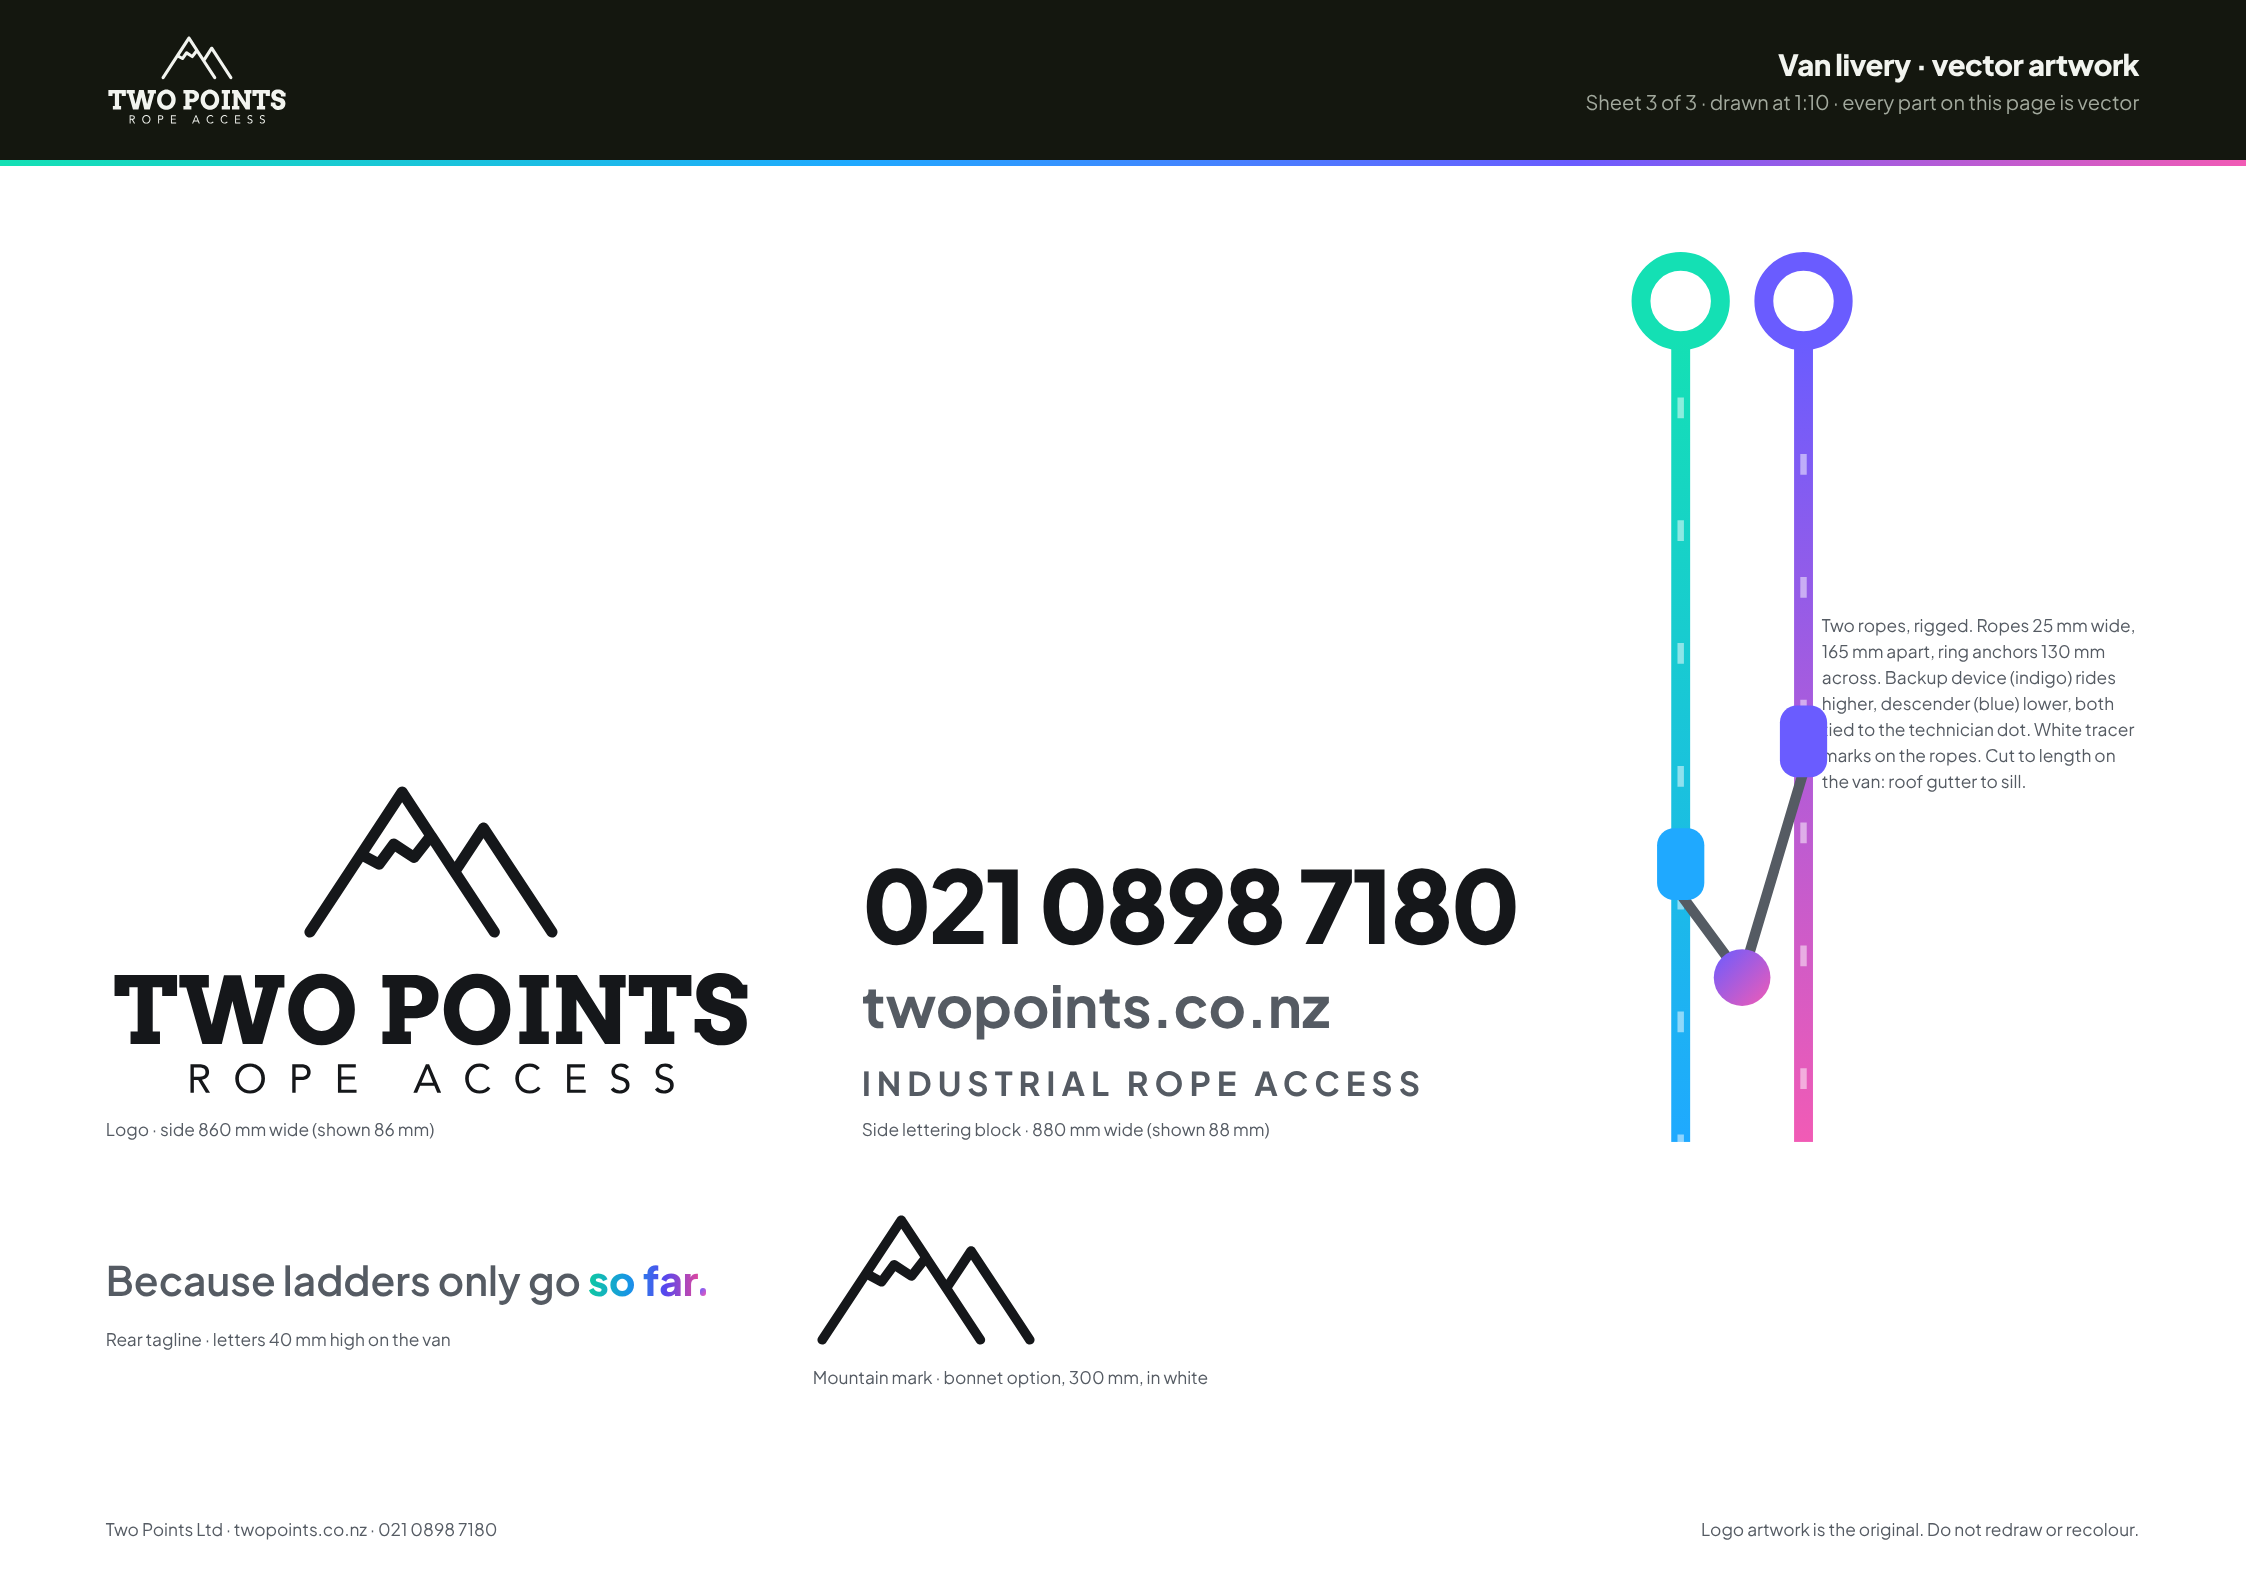 TWO POINTS
ROPE ACCESS
Van livery · vector artwork
Sheet 3 of 3 · drawn at 1:10 · every part on this page is vector
Two ropes, rigged. Ropes 25 mm wide,
165 mm apart, ring anchors 130 mm
across. Backup device (indigo) rides
higher, descender (blue) lower, both
tied to the technician dot. White tracer
marks on the ropes. Cut to length on
the van: roof gutter to sill.
TWO POINTS
ROPE ACCESS
Logo · side 860 mm wide (shown 86 mm)
021 0898 7180
twopoints.co.nz
INDUSTRIAL ROPE ACCESS
Side lettering block · 880 mm wide (shown 88 mm)
Because ladders only go so far.
Rear tagline · letters 40 mm high on the van
Mountain mark · bonnet option, 300 mm, in white
Two Points Ltd · twopoints.co.nz · 021 0898 7180
Logo artwork is the original. Do not redraw or recolour.